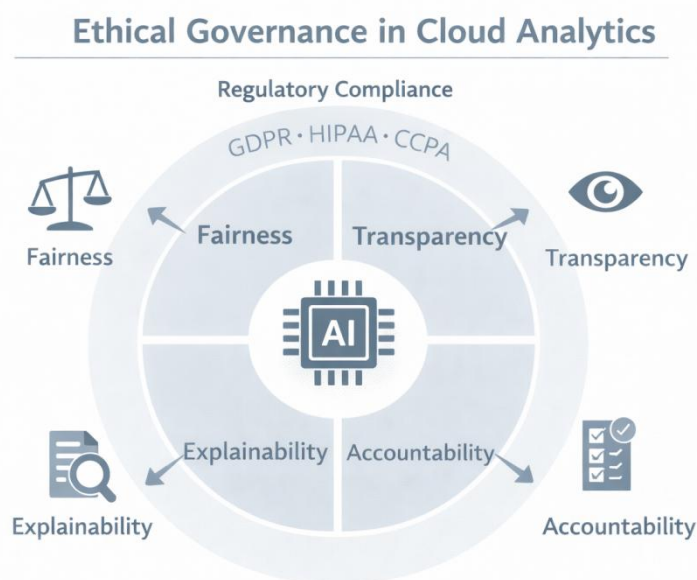 Ethical Governance in Cloud Analytics
Regulatory Compliance
GDPR · HIPAA · CCPA
Fairness
Transparency
Fairness
Transparency
AI
Explainability
Accountability
Explainability
Accountability